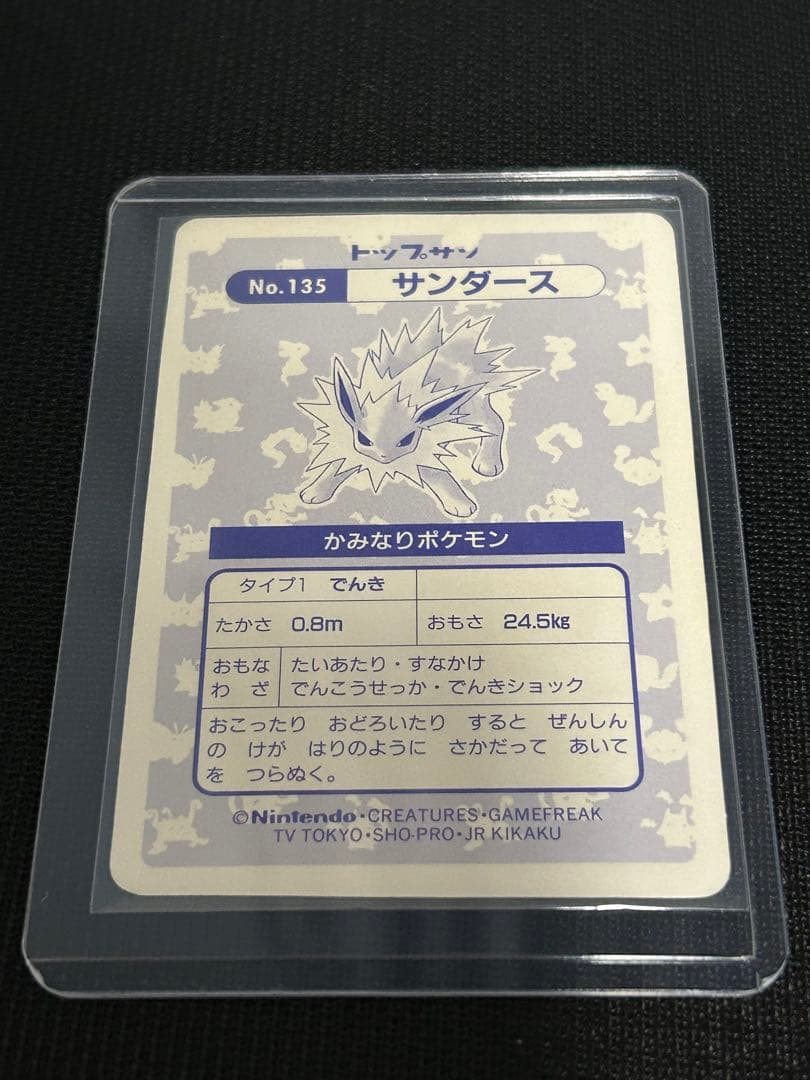 トップサン
No.135 サンダース
かみなりポケモン
タイプ1 でんき
たかさ 0.8m おもさ 24.5kg
おもな たいあたり・すなかけ
わ ざ でんこうせっか・でんきショック
おこったり おどろいたり すると ぜんしん
の けが はりのように さかだって あいて
を つらぬく。
©Nintendo・CREATURES・GAMEFREAK
TV TOKYO・SHO-PRO・JR KIKAKU